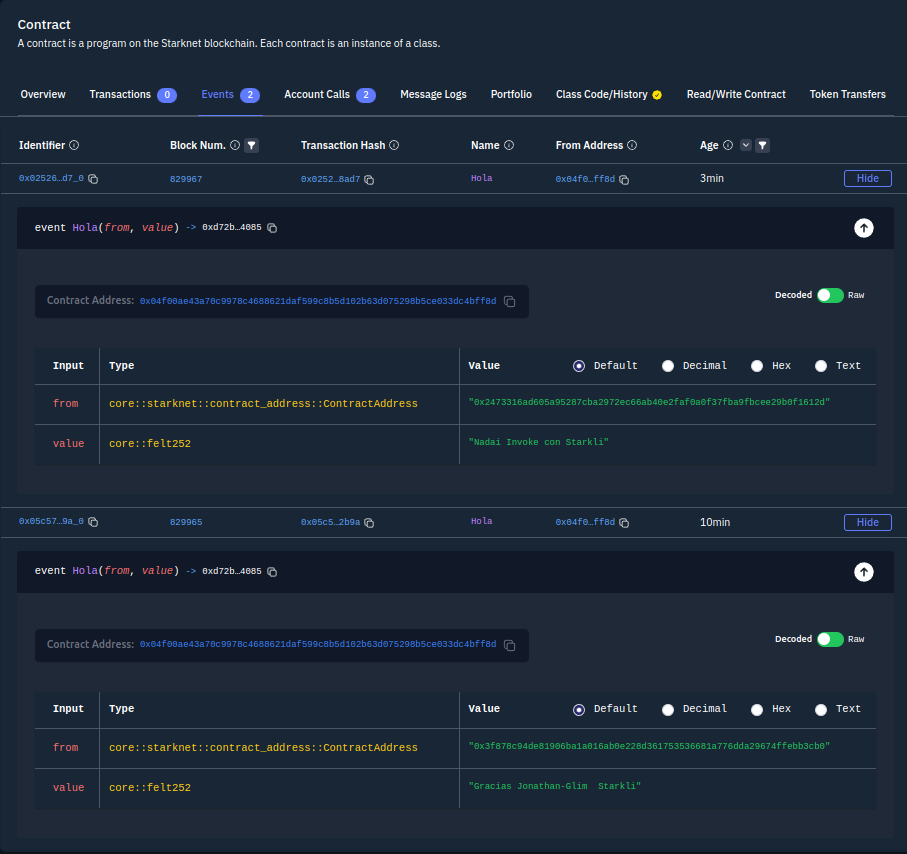 Contract
A contract is a program on the Starknet blockchain. Each contract is an instance of a class.
Overview Transactions 0 Events 2 Account Calls 2 Message Logs Portfolio Class Code/History Read/Write Contract Token Transfers
Identifier Block Num. Transaction Hash Name From Address Age
0x02526…d7_0 829967 0x0252…8ad7 Hola 0x04f0…ff8d 3min Hide
event Hola(from, value) -> 0xd72b…4085
Contract Address: 0x04f00ae43a70c9978c4688621daf599c8b5d102b63d075298b5ce033dc4bff8d
Decoded Raw
Input Type Value Default Decimal Hex Text
from core::starknet::contract_address::ContractAddress "0x2473316ad605a95287cba2972ec66ab40e2faf0a0f37fba9fbcee29b0f1612d"
value core::felt252 "Nadai Invoke con Starkli"
0x05c57…9a_0 829965 0x05c5…2b9a Hola 0x04f0…ff8d 10min Hide
event Hola(from, value) -> 0xd72b…4085
Contract Address: 0x04f00ae43a70c9978c4688621daf599c8b5d102b63d075298b5ce033dc4bff8d
Decoded Raw
Input Type Value Default Decimal Hex Text
from core::starknet::contract_address::ContractAddress "0x3f878c94de81906ba1a016ab0e228d361753536681a776dda29674ffebb3cb0"
value core::felt252 "Gracias Jonathan-Glim  Starkli"